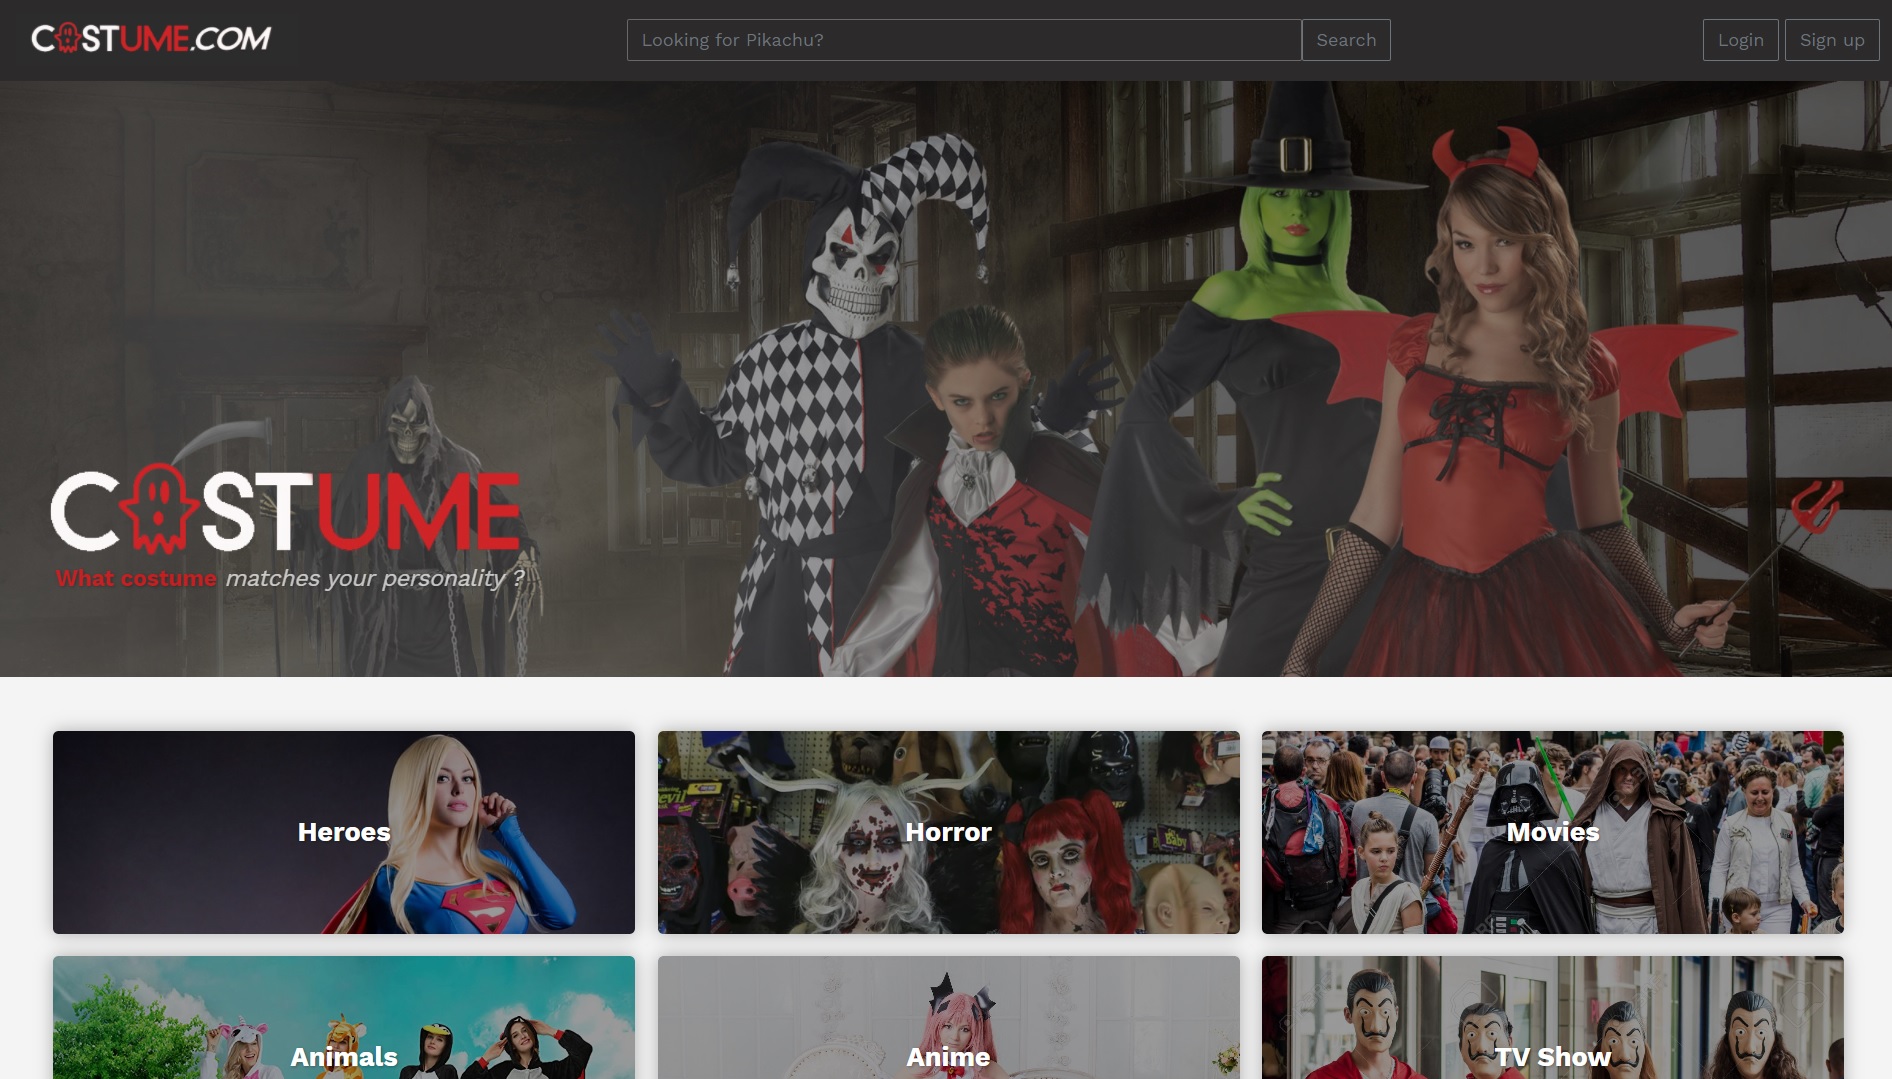 COSTUME.COM
Looking for Pikachu?
Search
Login
Sign up
COSTUME
What costume matches your personality ?
Heroes
Horror
Movies
Animals
Anime
TV Show